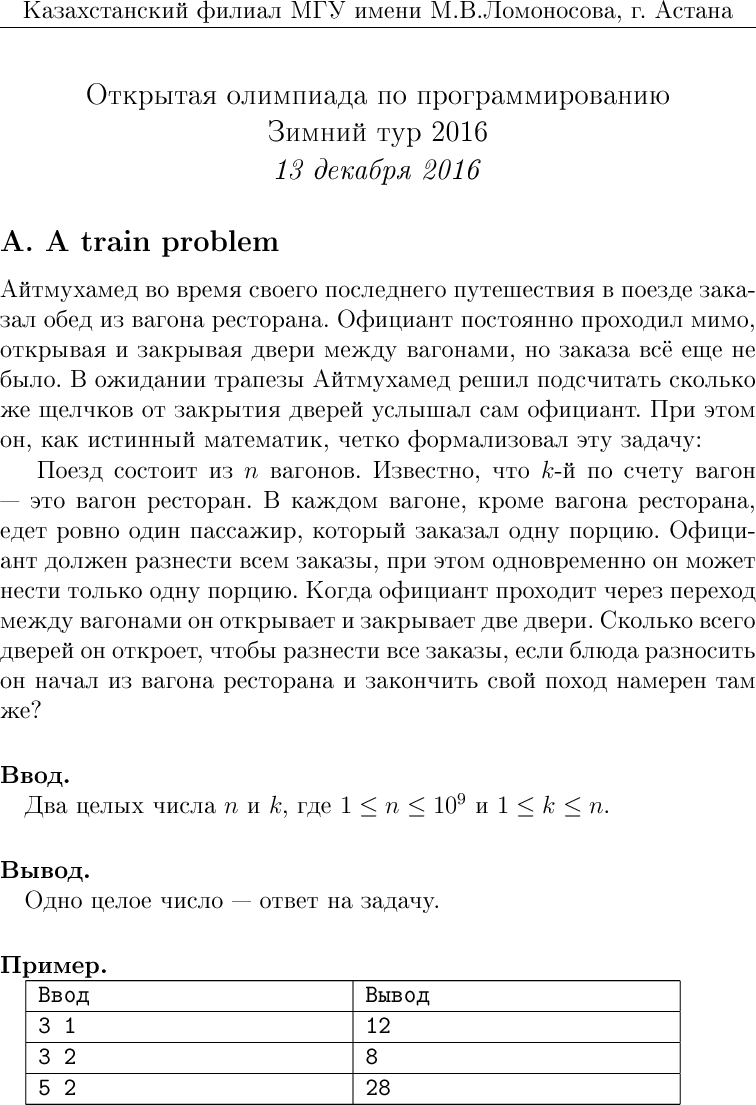 Казахстанский филиал МГУ имени М.В.Ломоносова, г. Астана
Открытая олимпиада по программированию
Зимний тур 2016
13 декабря 2016
A. A train problem
Айтмухамед во время своего последнего путешествия в поезде зака-
зал обед из вагона ресторана. Официант постоянно проходил мимо,
открывая и закрывая двери между вагонами, но заказа всё еще не
было. В ожидании трапезы Айтмухамед решил подсчитать сколько
же щелчков от закрытия дверей услышал сам официант. При этом
он, как истинный математик, четко формализовал эту задачу:
Поезд состоит из n вагонов. Известно, что k-й по счету вагон
— это вагон ресторан. В каждом вагоне, кроме вагона ресторана,
едет ровно один пассажир, который заказал одну порцию. Офици-
ант должен разнести всем заказы, при этом одновременно он может
нести только одну порцию. Когда официант проходит через переход
между вагонами он открывает и закрывает две двери. Сколько всего
дверей он откроет, чтобы разнести все заказы, если блюда разносить
он начал из вагона ресторана и закончить свой поход намерен там
же?
Ввод.
Два целых числа n и k, где 1 ≤ n ≤ 10⁹ и 1 ≤ k ≤ n.
Вывод.
Одно целое число — ответ на задачу.
Пример.
Ввод Вывод
3 1 12
3 2 8
5 2 28